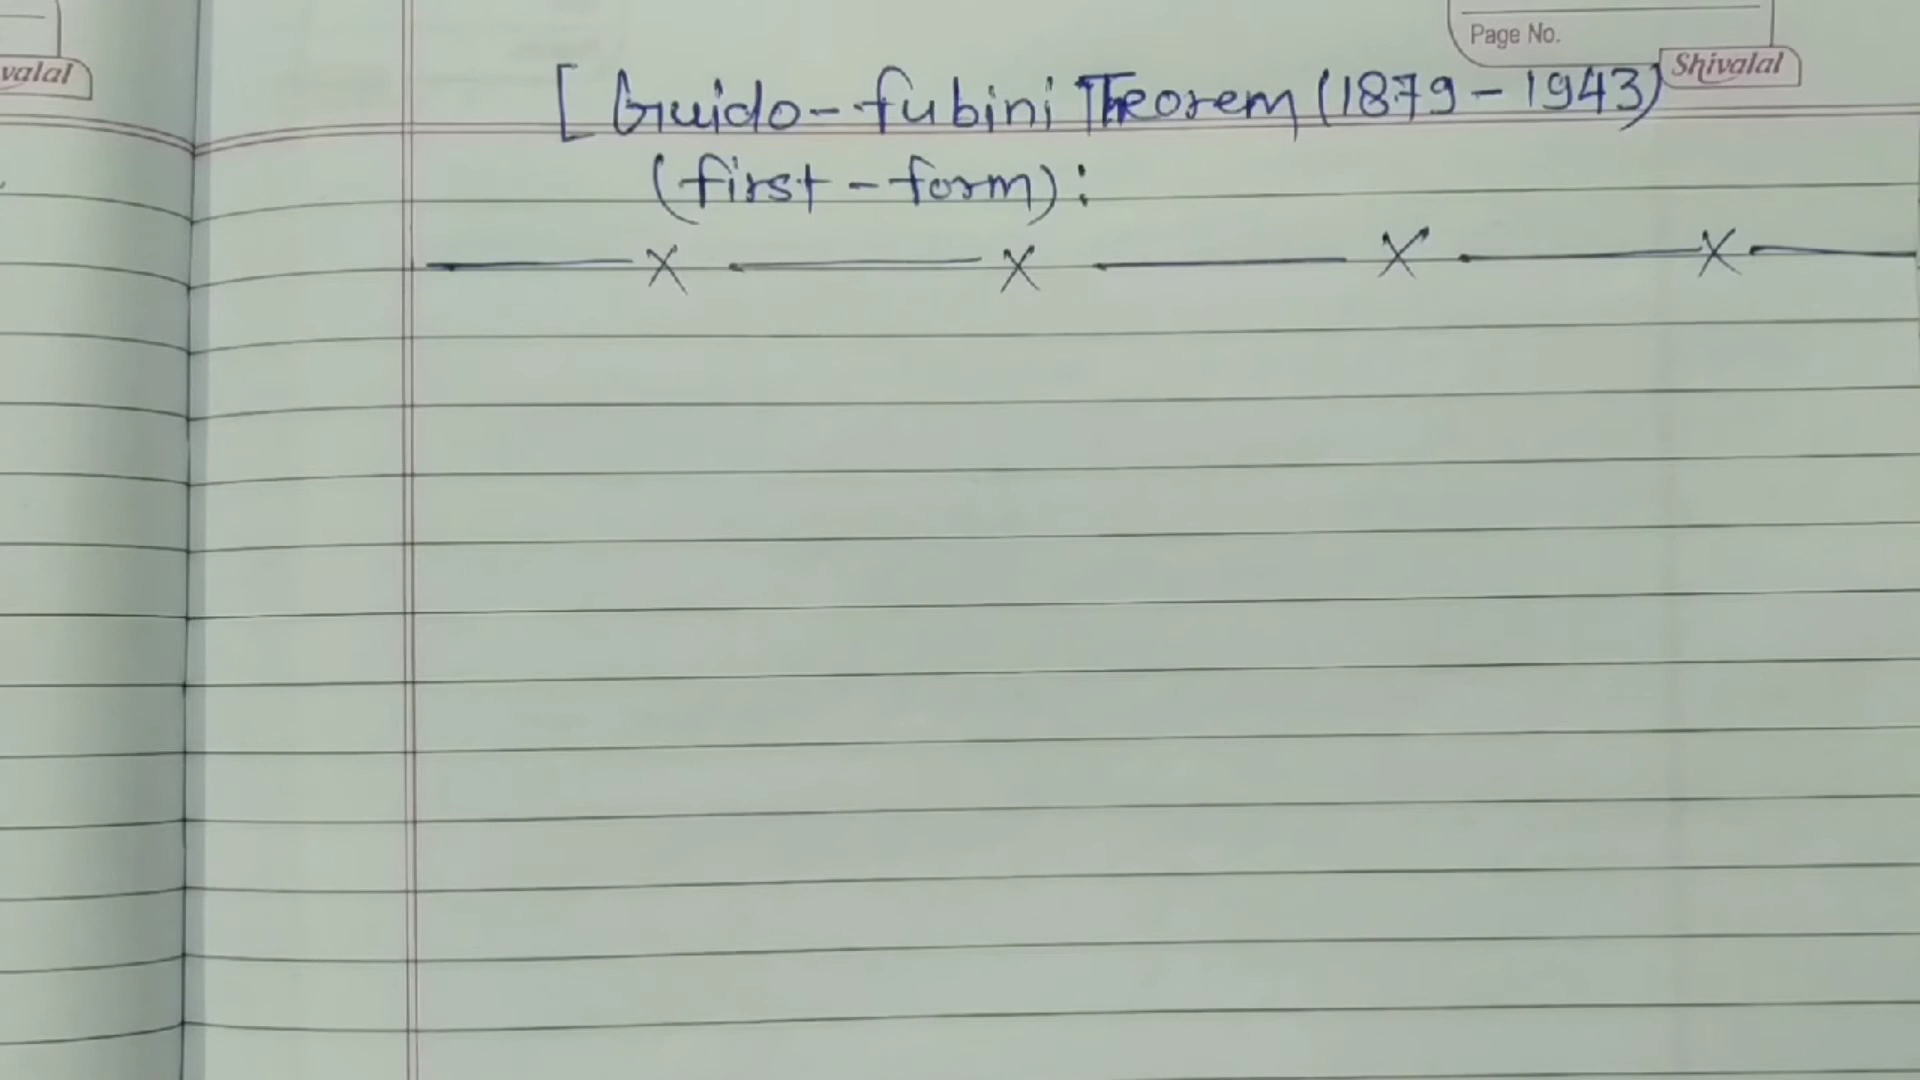 Page No.
valal
Shivalal
[ Guido-fubini Theorem (1879-1943)
(first-form):